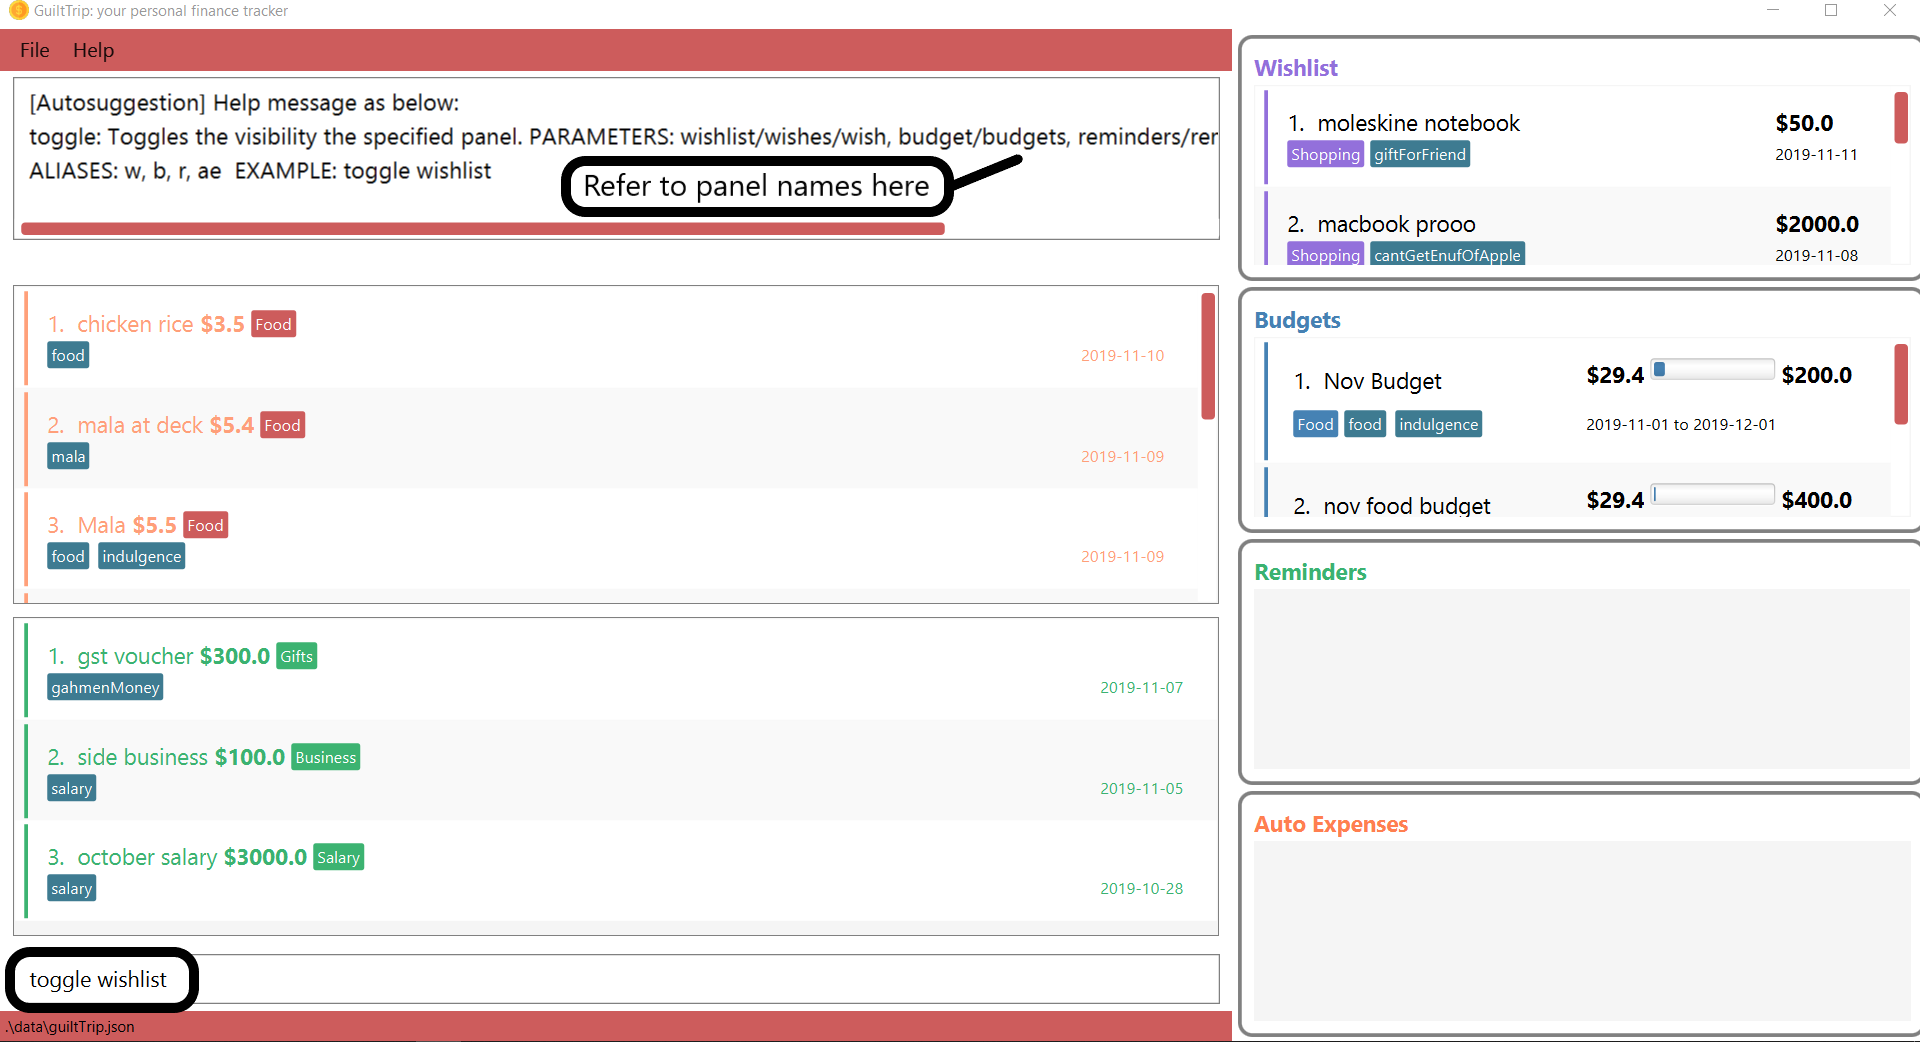 GuiltTrip: your personal finance tracker
File Help
[Autosuggestion] Help message as below:
toggle: Toggles the visibility the specified panel. PARAMETERS: wishlist/wishes/wish, budget/budgets, reminders/rer
ALIASES: w, b, r, ae EXAMPLE: toggle wishlist
Refer to panel names here
1. chicken rice $3.5 Food
food 2019-11-10
2. mala at deck $5.4 Food
mala 2019-11-09
3. Mala $5.5 Food
food indulgence 2019-11-09
1. gst voucher $300.0 Gifts
gahmenMoney 2019-11-07
2. side business $100.0 Business
salary 2019-11-05
3. october salary $3000.0 Salary
salary 2019-10-28
toggle wishlist
.\data\guiltTrip.json
Wishlist
1. moleskine notebook $50.0
Shopping giftForFriend 2019-11-11
2. macbook prooo $2000.0
Shopping cantGetEnufOfApple 2019-11-08
Budgets
1. Nov Budget $29.4 $200.0
Food food indulgence 2019-11-01 to 2019-12-01
2. nov food budget $29.4 $400.0
Reminders
Auto Expenses